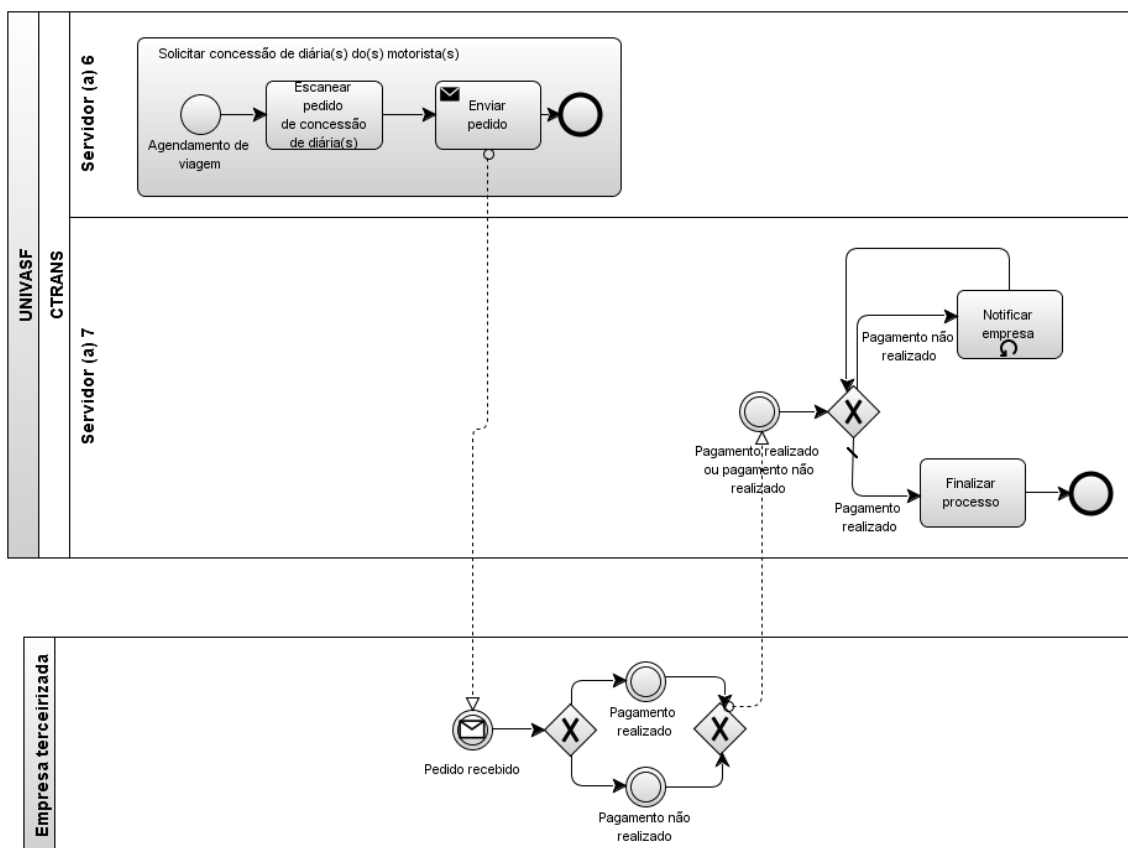 UNIVASF
CTRANS
Servidor (a) 6
Solicitar concessão de diária(s) do(s) motorista(s)
Agendamento de
viagem
Escanear
pedido
de concessão
de diária(s)
Enviar
pedido
Servidor (a) 7
Notificar
empresa
Pagamento não
realizado
Pagamento realizado
ou pagamento não
realizado
Finalizar
processo
Pagamento
realizado
Empresa terceirizada
Pedido recebido
Pagamento
realizado
Pagamento não
realizado